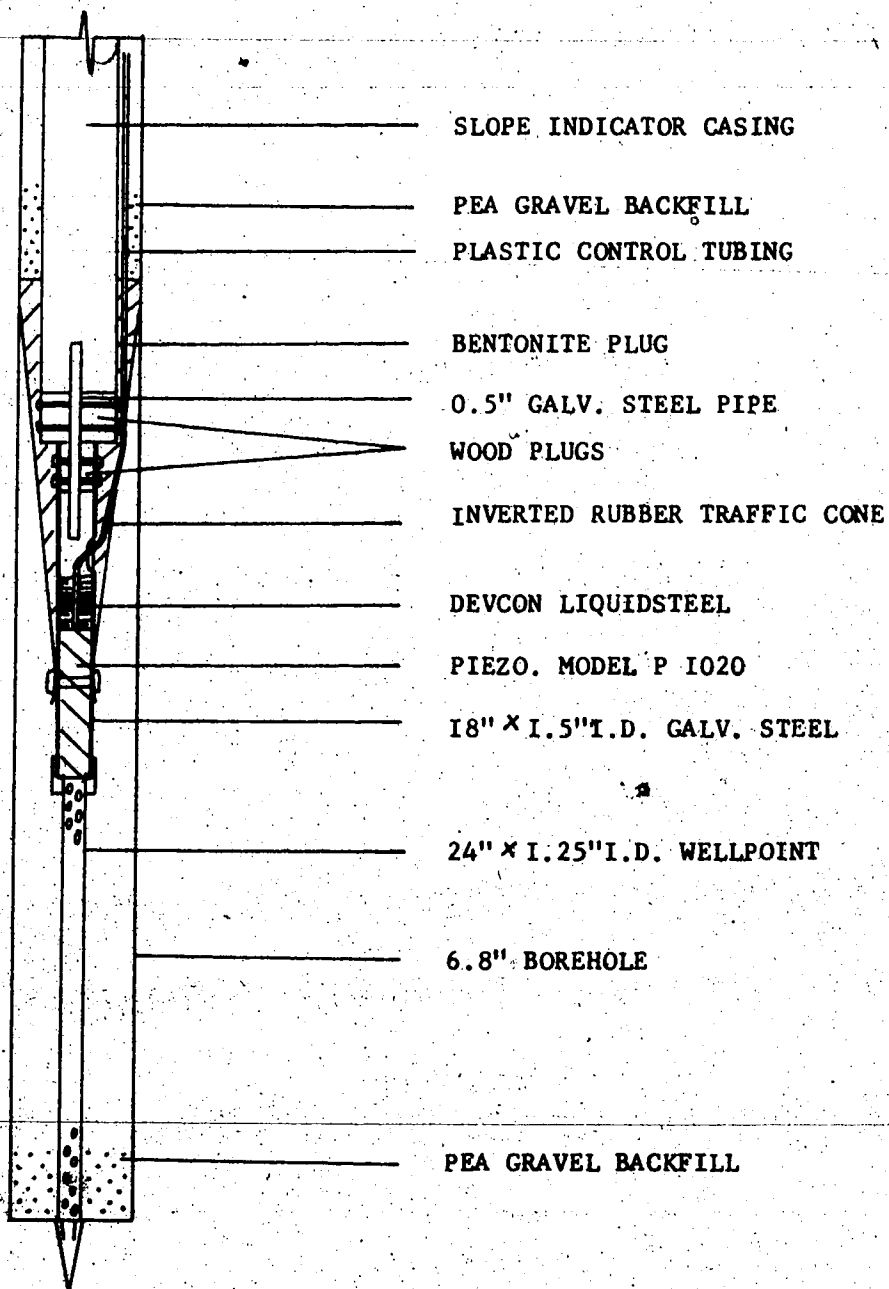 SLOPE INDICATOR CASING
PEA GRAVEL BACKFILL
PLASTIC CONTROL TUBING
BENTONITE PLUG
0.5" GALV. STEEL PIPE
WOOD PLUGS
INVERTED RUBBER TRAFFIC CONE
DEVCON LIQUIDSTEEL
PIEZO. MODEL P I020
I8" x I.5"I.D. GALV. STEEL
24" x I.25"I.D. WELLPOINT
6.8" BOREHOLE
PEA GRAVEL BACKFILL